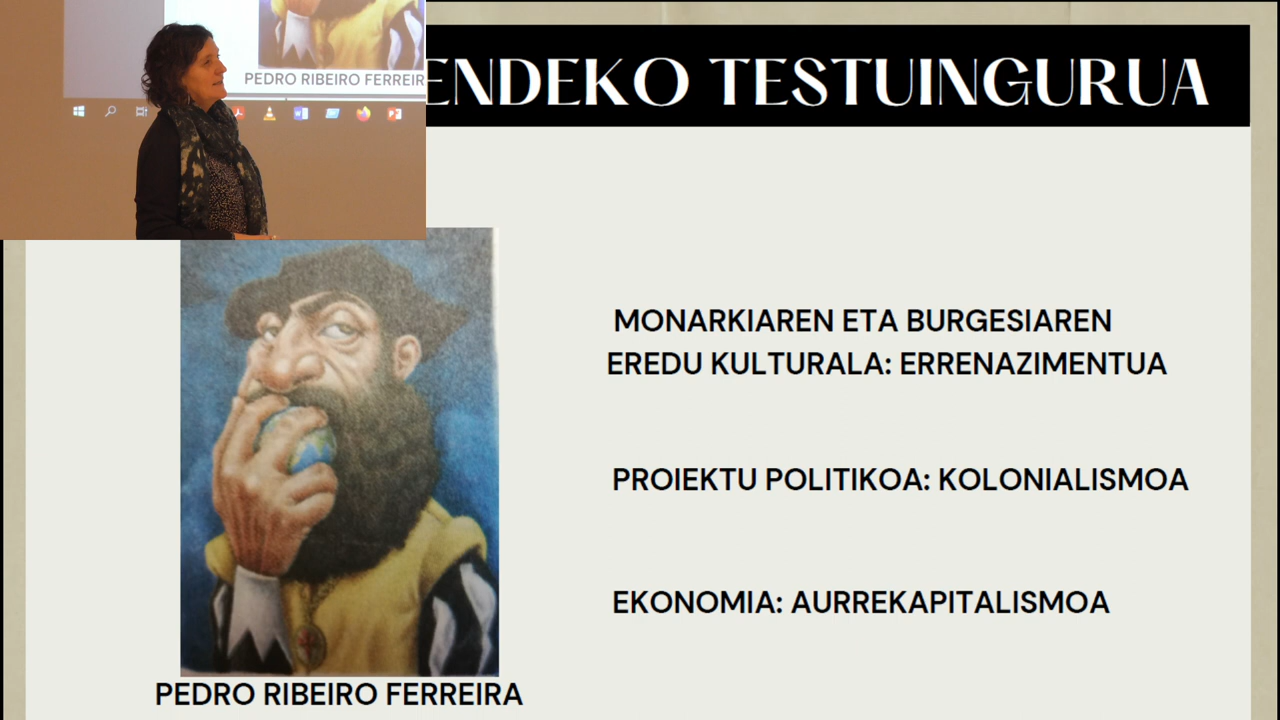 PEDRO RIBEIRO FERREIR
ENDEKO TESTUINGURUA
MONARKIAREN ETA BURGESIAREN
EREDU KULTURALA: ERRENAZIMENTUA
PROIEKTU POLITIKOA: KOLONIALISMOA
EKONOMIA: AURREKAPITALISMOA
PEDRO RIBEIRO FERREIRA